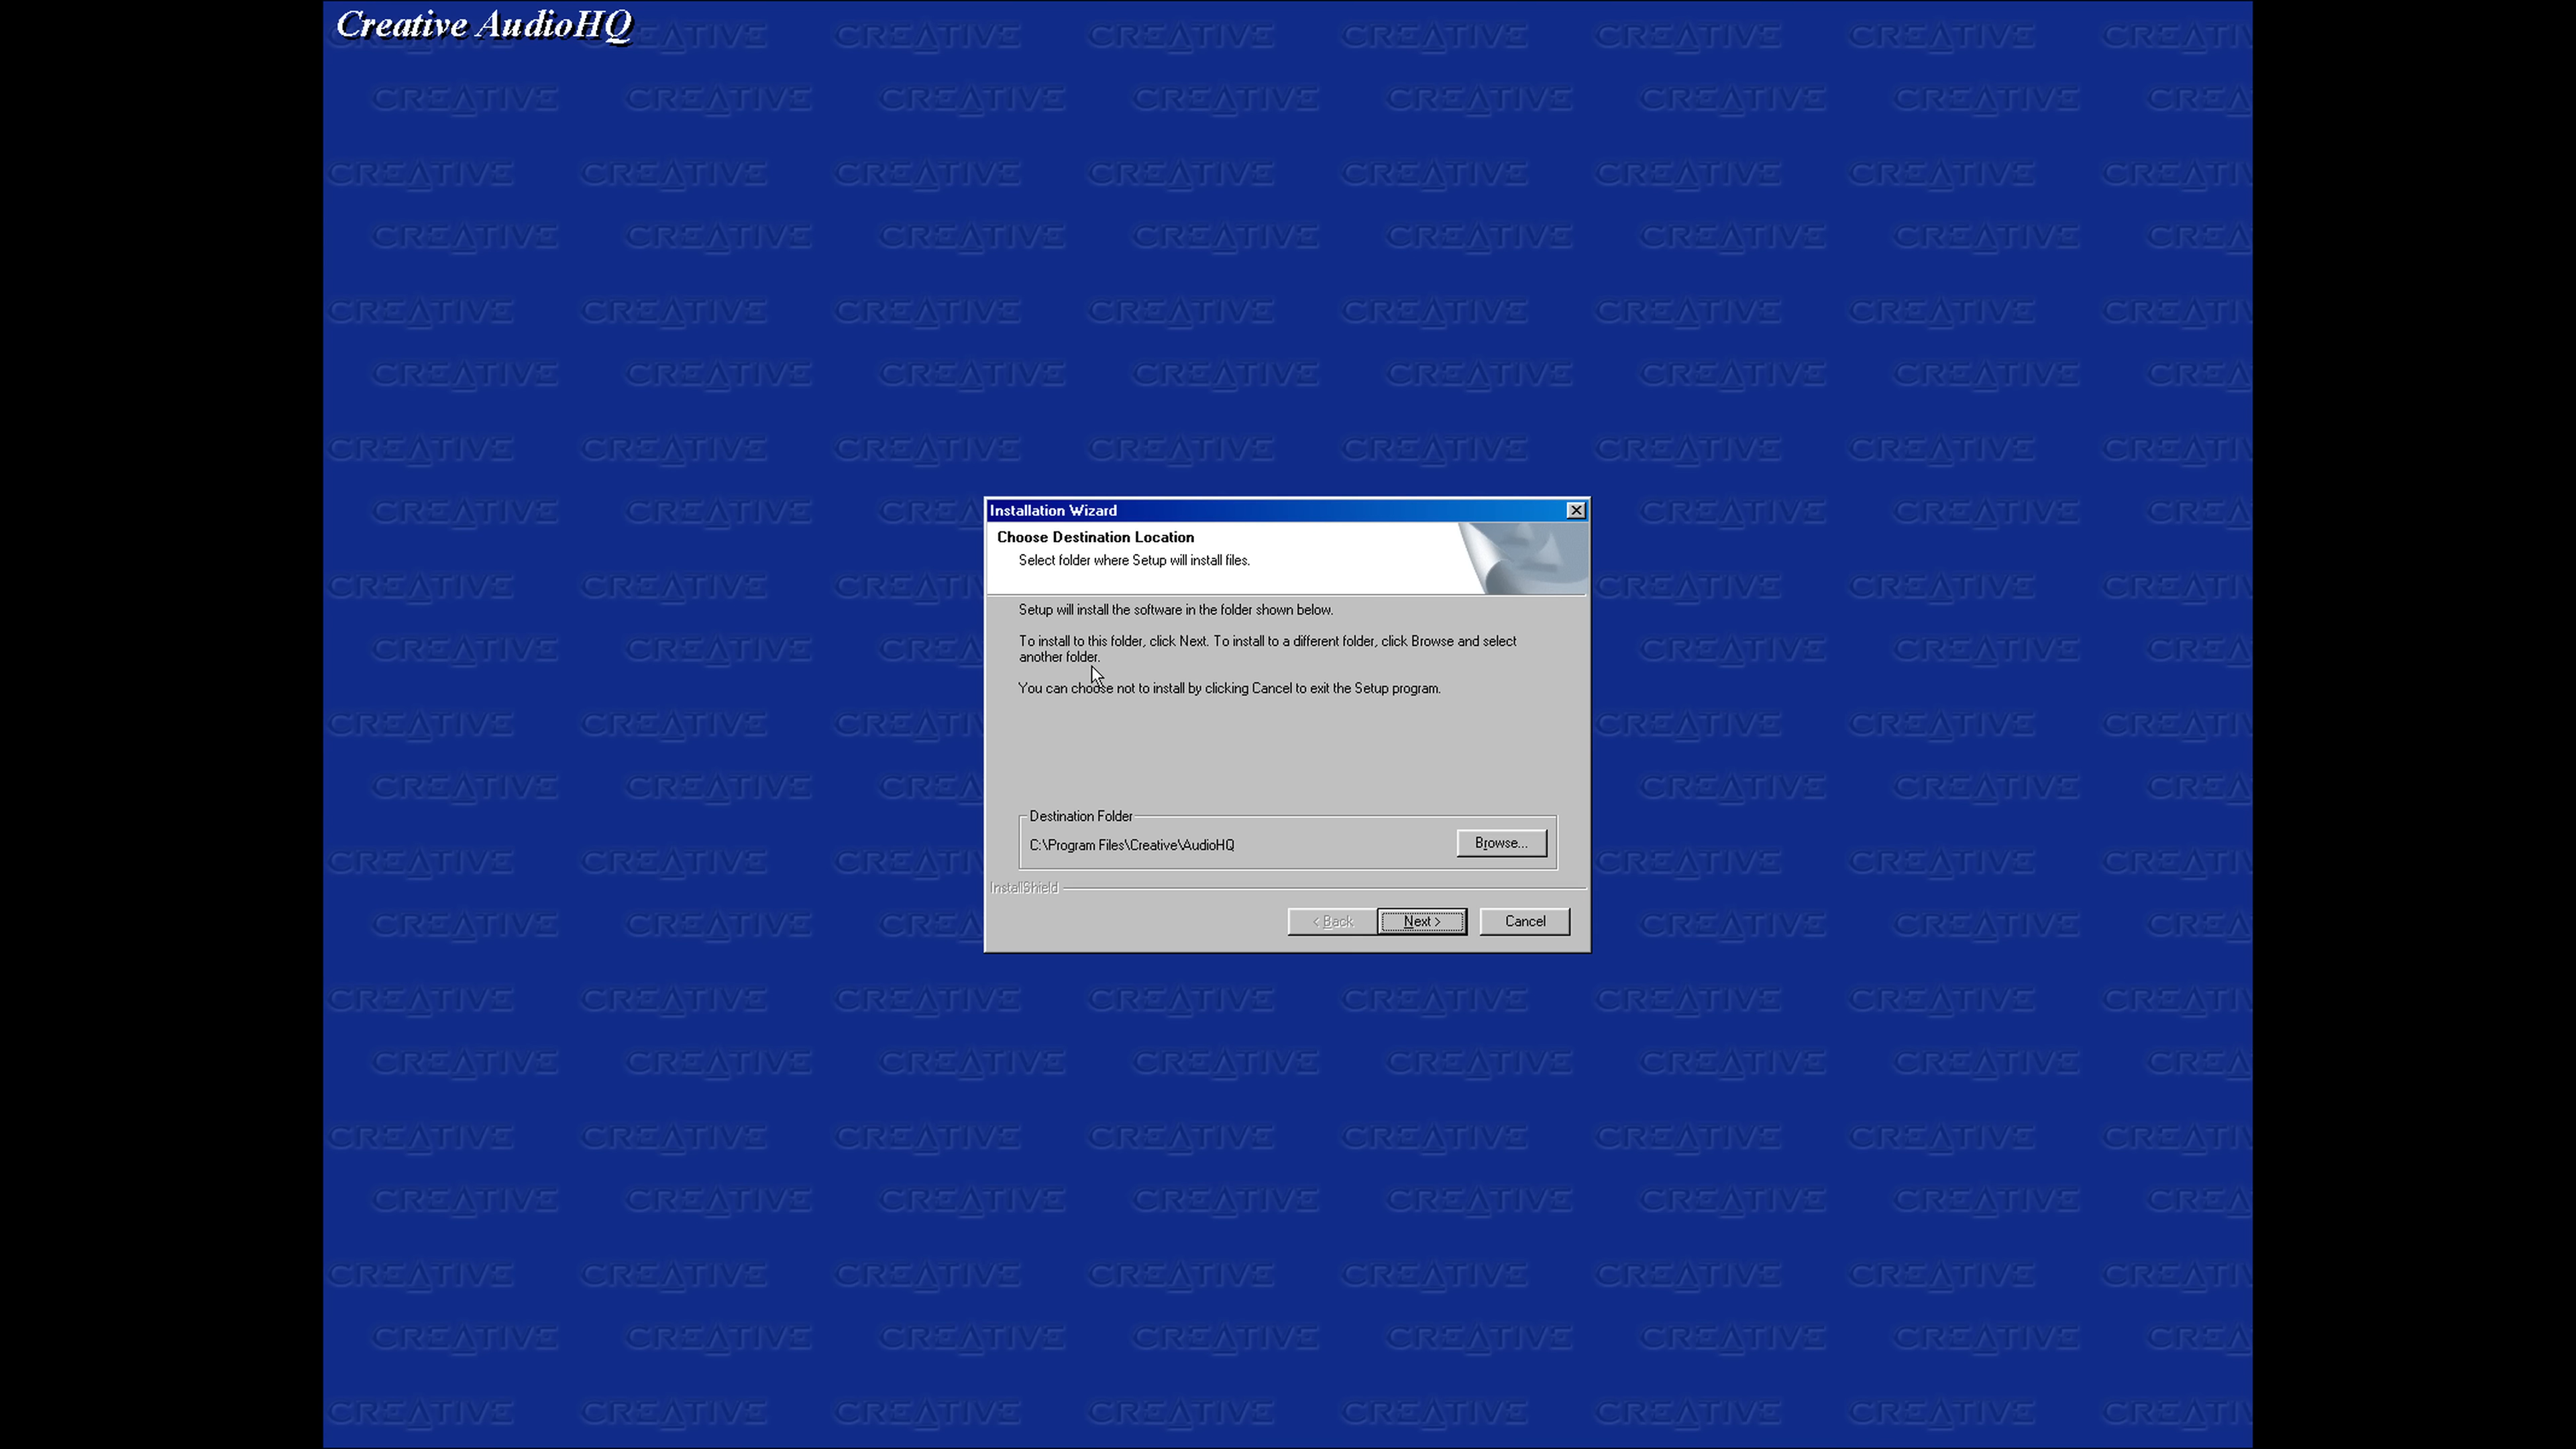 Creative AudioHQ
Installation Wizard
Choose Destination Location
Select folder where Setup will install files.
Setup will install the software in the folder shown below.
To install to this folder, click Next. To install to a different folder, click Browse and select
another folder.
You can choose not to install by clicking Cancel to exit the Setup program.
Destination Folder
C:\Program Files\Creative\AudioHQ
Browse...
InstallShield
< Back
Next >
Cancel
CREATIVE